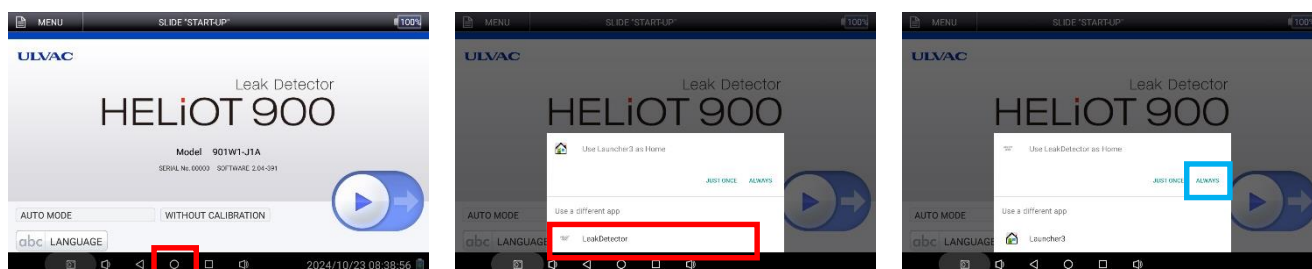 MENU SLIDE "START-UP" 100%
ULVAC
Leak Detector
HELiOT 900
Model 901W1-J1A
SERIAL No. 00000 SOFTWARE 2.04-391
AUTO MODE WITHOUT CALIBRATION
abc LANGUAGE
2024/10/23 08:38:56
MENU SLIDE "START-UP" 100%
ULVAC
Leak Detector
HELiOT 900
Use Launcher3 as Home
JUST ONCE ALWAYS
Use a different app
LeakDetector
AUTO MODE
abc LANGUAGE
MENU SLIDE "START-UP" 100%
ULVAC
Leak Detector
HELiOT 900
Use LeakDetector as Home
JUST ONCE ALWAYS
Use a different app
Launcher3
AUTO MODE
abc LANGUAGE